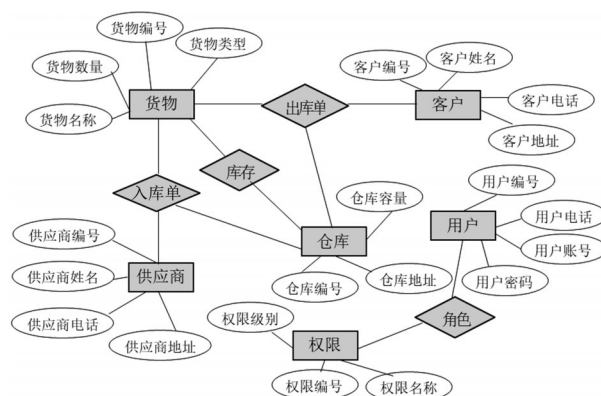 货物编号
货物类型
货物数量
货物名称
货物
出库单
客户编号
客户姓名
客户电话
客户地址
客户
库存
入库单
仓库容量
仓库
仓库编号
仓库地址
用户编号
用户电话
用户账号
用户密码
用户
供应商编号
供应商姓名
供应商电话
供应商地址
供应商
角色
权限级别
权限
权限编号
权限名称